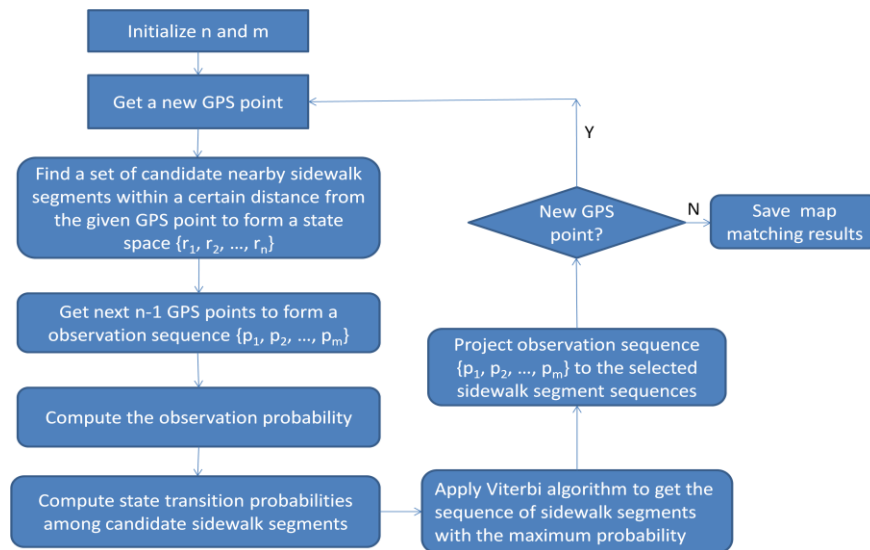 Initialize n and m
Get a new GPS point
Find a set of candidate nearby sidewalk
segments within a certain distance from
the given GPS point to form a state
space {r₁, r₂, ..., rₙ}
Get next n-1 GPS points to form a
observation sequence {p₁, p₂, ..., pₘ}
Compute the observation probability
Compute state transition probabilities
among candidate sidewalk segments
Apply Viterbi algorithm to get the
sequence of sidewalk segments
with the maximum probability
Project observation sequence
{p₁, p₂, ..., pₘ} to the selected
sidewalk segment sequences
New GPS
point?
Y
N
Save map
matching results